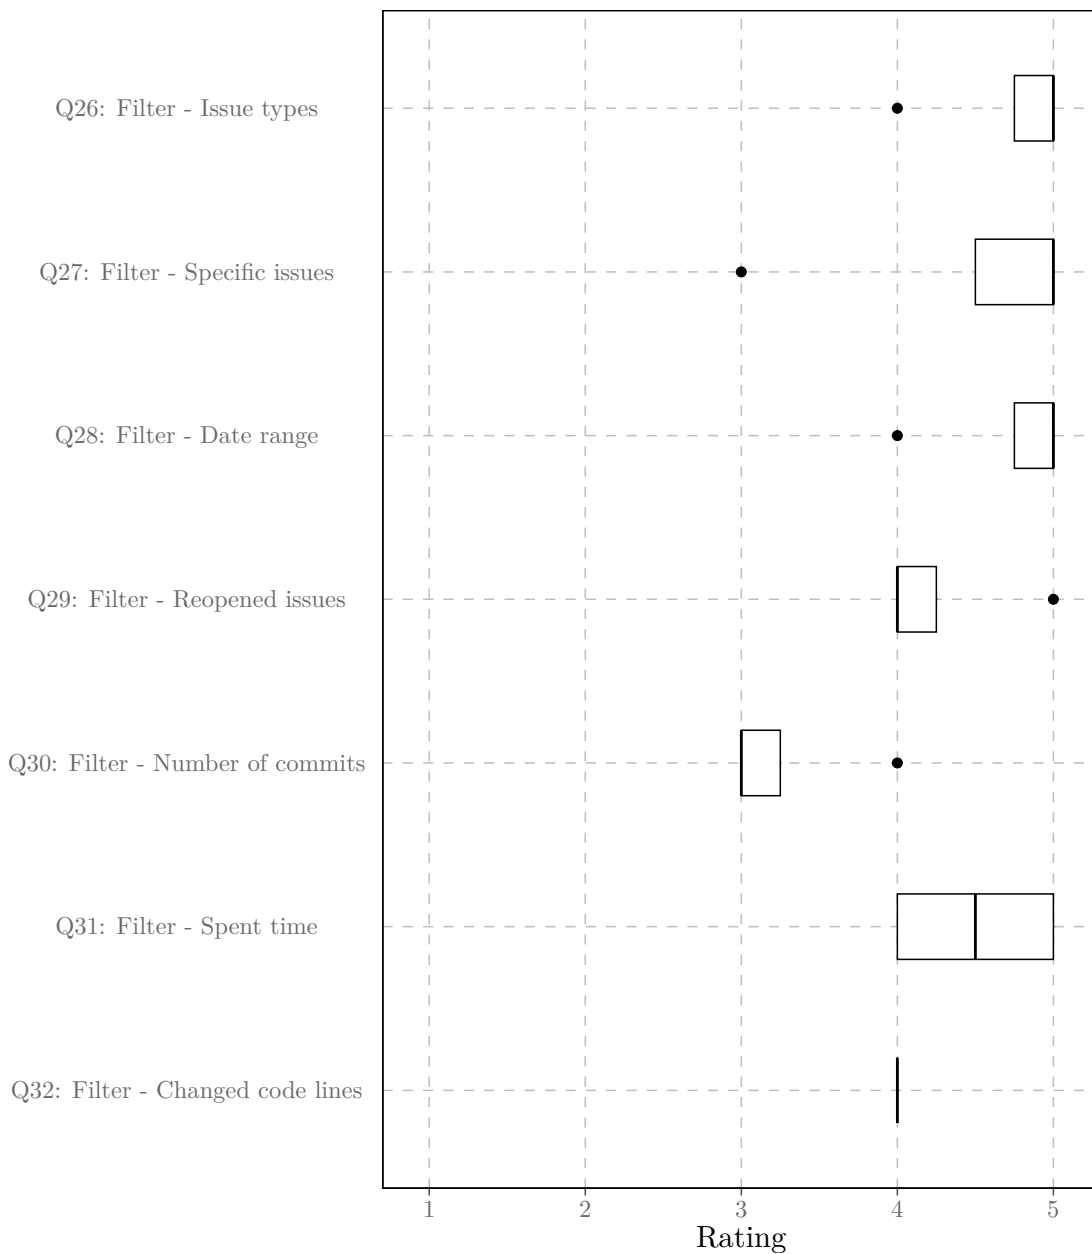 Q26: Filter - Issue types
Q27: Filter - Specific issues
Q28: Filter - Date range
Q29: Filter - Reopened issues
Q30: Filter - Number of commits
Q31: Filter - Spent time
Q32: Filter - Changed code lines
1 2 3 4 5
Rating